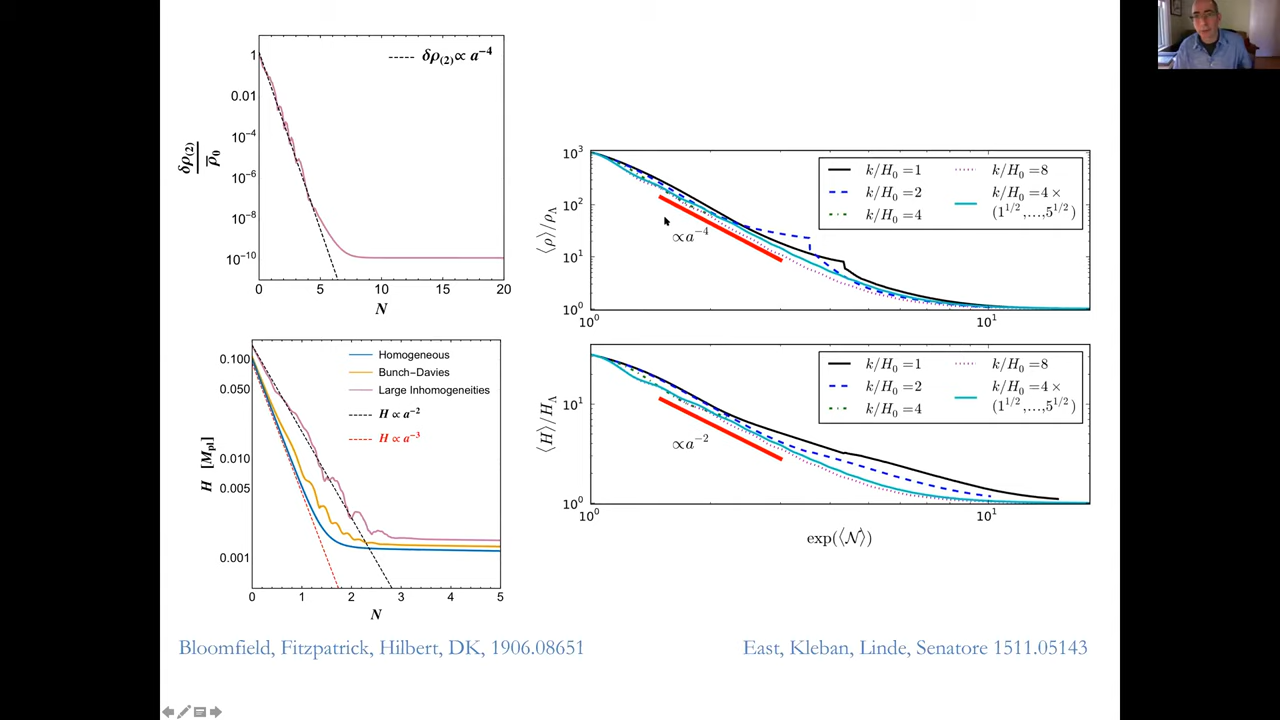 δρ(2) ∝ a⁻⁴
1
0.01
10⁻⁴
10⁻⁶
10⁻⁸
10⁻¹⁰
δρ(2)
ρ̄₀
0 5 10 15 20
N
Homogeneous
Bunch-Davies
Large Inhomogeneities
H ∝ a⁻²
H ∝ a⁻³
0.100
0.050
0.010
0.005
0.001
H [Mpl]
0 1 2 3 4 5
N
10³
10²
10¹
10⁰
⟨ρ⟩/ρΛ
k/H₀ = 1
k/H₀ = 2
k/H₀ = 4
k/H₀ = 8
k/H₀ = 4 ×
(1^1/2,...,5^1/2)
∝ a⁻⁴
10⁰ 10¹
10¹
10⁰
⟨H⟩/HΛ
k/H₀ = 1
k/H₀ = 2
k/H₀ = 4
k/H₀ = 8
k/H₀ = 4 ×
(1^1/2,...,5^1/2)
∝ a⁻²
10⁰ 10¹
exp(⟨𝒩⟩)
Bloomfield, Fitzpatrick, Hilbert, DK, 1906.08651
East, Kleban, Linde, Senatore 1511.05143